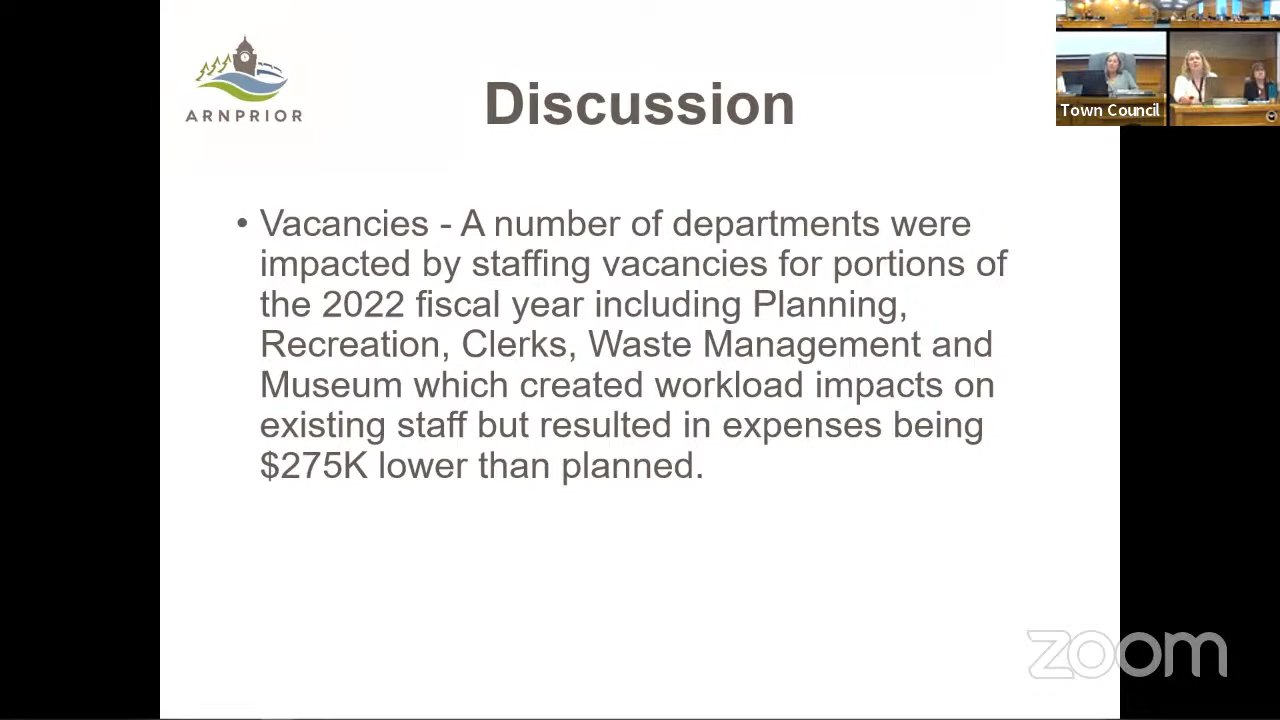 ARNPRIOR
Discussion
• Vacancies - A number of departments were
impacted by staffing vacancies for portions of
the 2022 fiscal year including Planning,
Recreation, Clerks, Waste Management and
Museum which created workload impacts on
existing staff but resulted in expenses being
$275K lower than planned.
Town Council
zoom